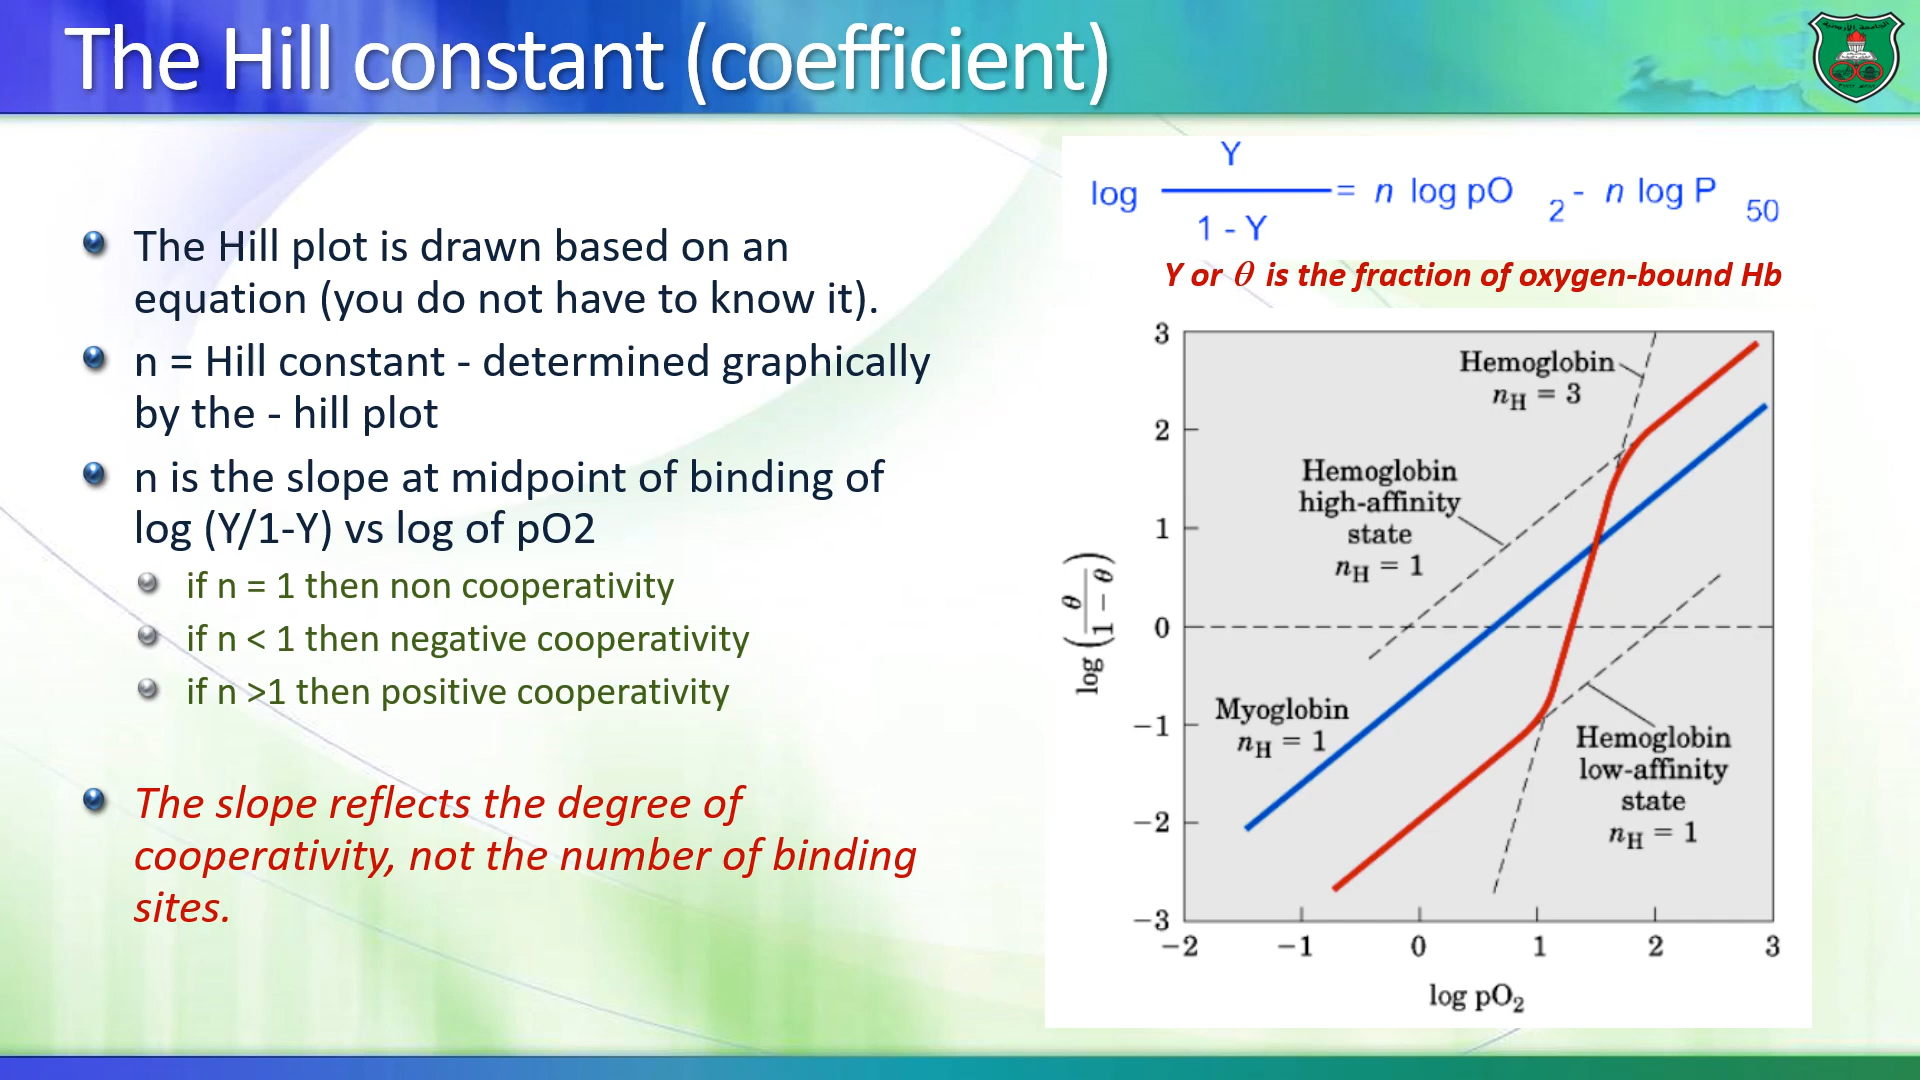 The Hill constant (coefficient)
The Hill plot is drawn based on an
equation (you do not have to know it).
n = Hill constant - determined graphically
by the - hill plot
n is the slope at midpoint of binding of
log (Y/1-Y) vs log of pO2
if n = 1 then non cooperativity
if n < 1 then negative cooperativity
if n >1 then positive cooperativity
The slope reflects the degree of
cooperativity, not the number of binding
sites.
log Y / 1 - Y = n log pO 2 - n log P 50
Y or θ is the fraction of oxygen-bound Hb
3
2
1
0
−1
−2
−3
log (θ / 1 − θ)
Hemoglobin
nH = 3
Hemoglobin
high-affinity
state
nH = 1
Myoglobin
nH = 1
Hemoglobin
low-affinity
state
nH = 1
−2 −1 0 1 2 3
log pO2